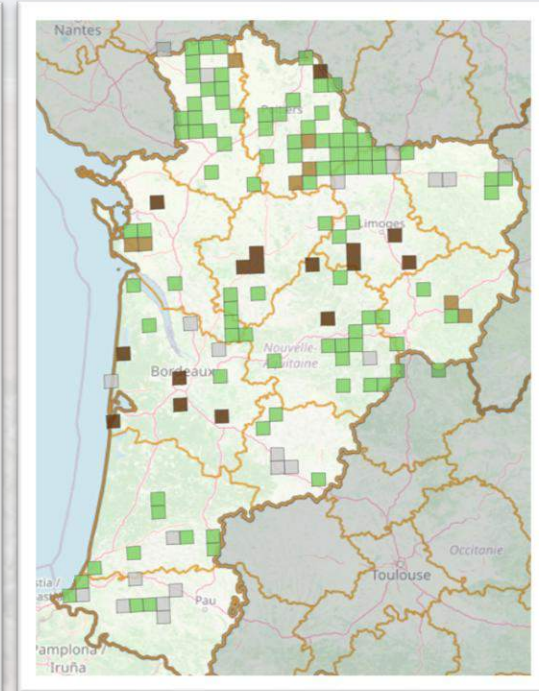 Nantes
Limoges
Nouvelle-
Aquitaine
Bordeaux
Occitanie
Toulouse
Pau
Pamplona /
Iruña